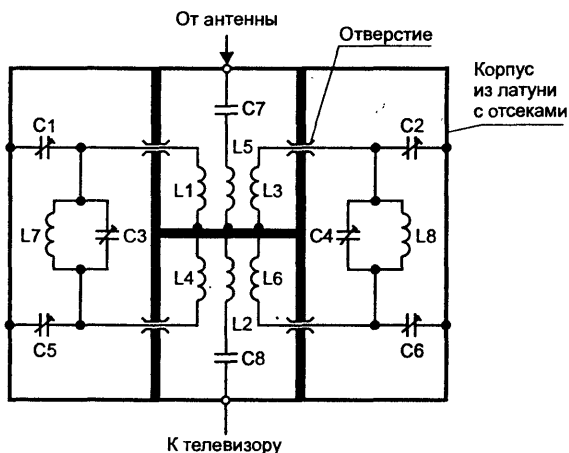 От антенны
Отверстие
Корпус
из латуни
с отсеками
C1
C7
C2
L5
L1
L3
L7
C3
C4
L8
L4
L6
L2
C5
C8
C6
К телевизору